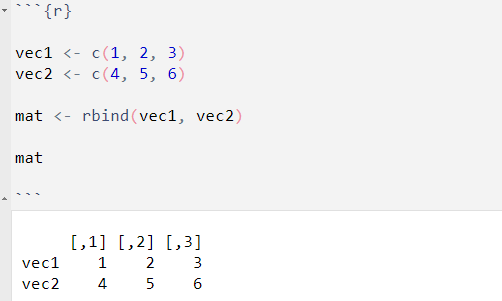 ```{r}
vec1 <- c(1, 2, 3)
vec2 <- c(4, 5, 6)
mat <- rbind(vec1, vec2)
mat
```
[,1] [,2] [,3]
vec1 1 2 3
vec2 4 5 6